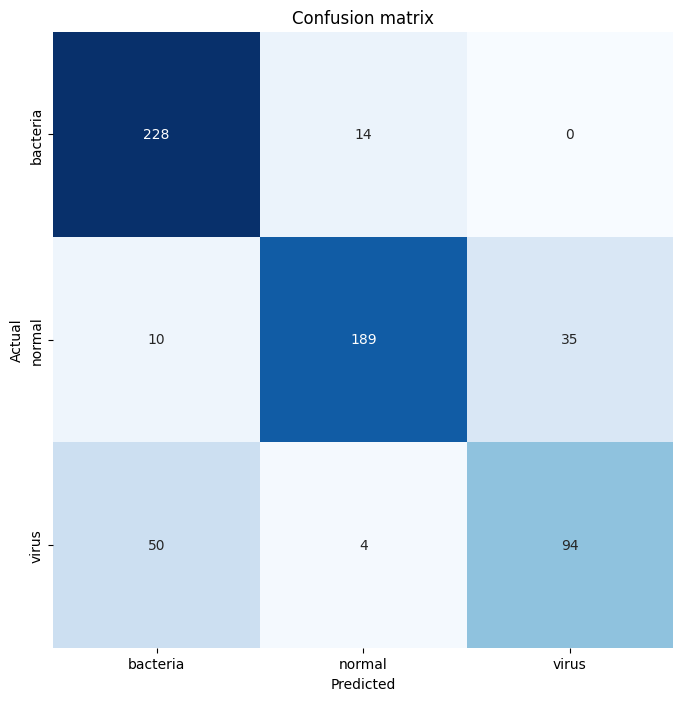 Confusion matrix
Actual
bacteria
228 14 0
normal
10 189 35
virus
50 4 94
bacteria normal virus
Predicted